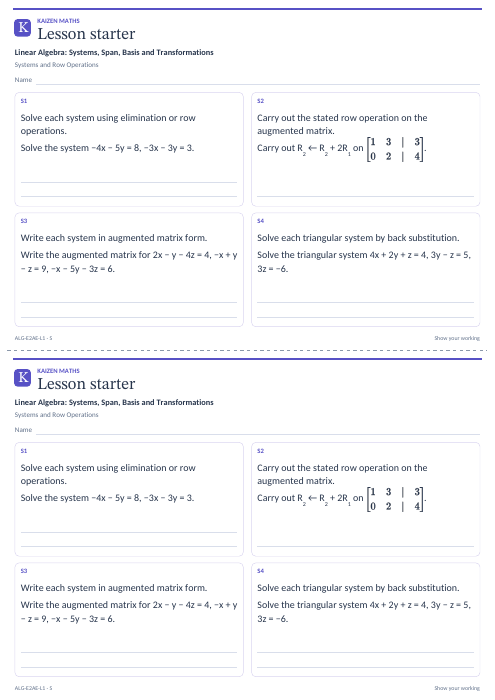 K
KAIZEN MATHS
Lesson starter
Linear Algebra: Systems, Span, Basis and Transformations
Systems and Row Operations
Name
S1
Solve each system using elimination or row
operations.
Solve the system −4x − 5y = 8, −3x − 3y = 3.
S2
Carry out the stated row operation on the
augmented matrix.
Carry out R₂ ← R₂ + 2R₁ on [1 3 | 3
0 2 | 4].
S3
Write each system in augmented matrix form.
Write the augmented matrix for 2x − y − 4z = 4, −x + y
− z = 9, −x − 5y − 3z = 6.
S4
Solve each triangular system by back substitution.
Solve the triangular system 4x + 2y + z = 4, 3y − z = 5,
3z = −6.
ALG-E2AE-L1 · S
Show your working
K
KAIZEN MATHS
Lesson starter
Linear Algebra: Systems, Span, Basis and Transformations
Systems and Row Operations
Name
S1
Solve each system using elimination or row
operations.
Solve the system −4x − 5y = 8, −3x − 3y = 3.
S2
Carry out the stated row operation on the
augmented matrix.
Carry out R₂ ← R₂ + 2R₁ on [1 3 | 3
0 2 | 4].
S3
Write each system in augmented matrix form.
Write the augmented matrix for 2x − y − 4z = 4, −x + y
− z = 9, −x − 5y − 3z = 6.
S4
Solve each triangular system by back substitution.
Solve the triangular system 4x + 2y + z = 4, 3y − z = 5,
3z = −6.
ALG-E2AE-L1 · S
Show your working